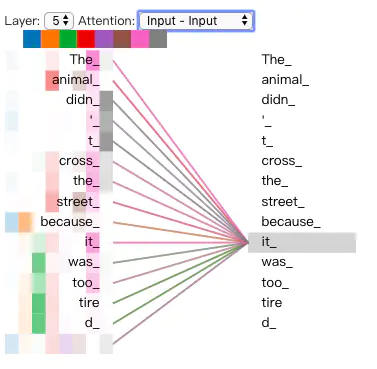 Layer: 5 Attention: Input - Input
The_ The_
animal_ animal_
didn_ didn_
'_ '_
t_ t_
cross_ cross_
the_ the_
street_ street_
because_ because_
it_ it_
was_ was_
too_ too_
tire tire
d_ d_